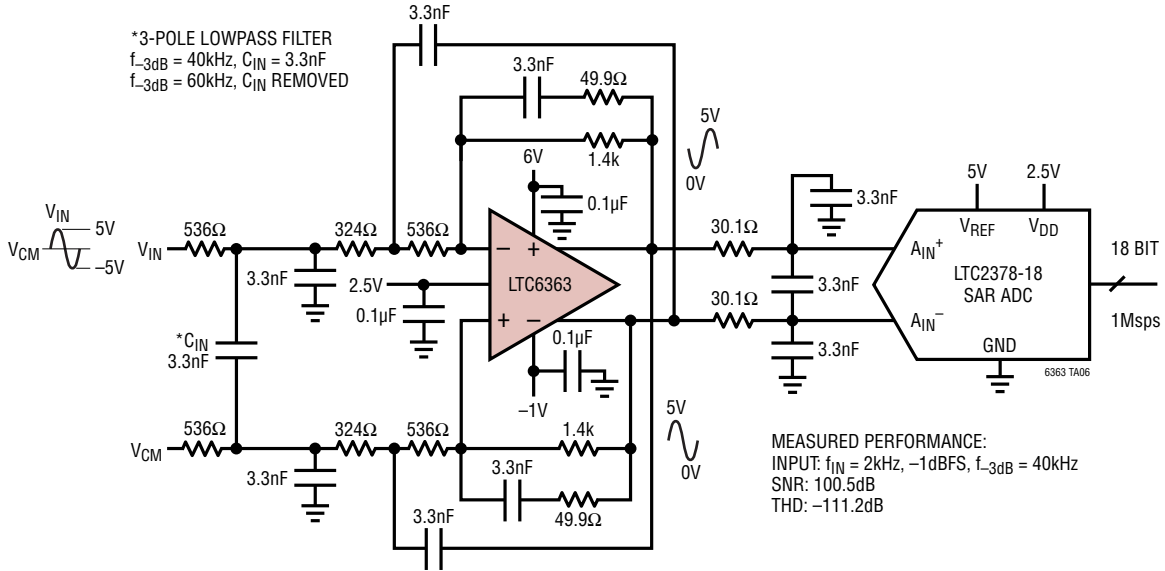 3.3nF
*3-POLE LOWPASS FILTER
f–3dB = 40kHz, CIN = 3.3nF
f–3dB = 60kHz, CIN REMOVED
3.3nF
49.9Ω
1.4k
5V
0V
6V
0.1µF
VIN
5V
VCM
–5V
VIN
536Ω
324Ω
536Ω
3.3nF
2.5V
0.1µF
– +
LTC6363
+ –
0.1µF
–1V
30.1Ω
30.1Ω
3.3nF
3.3nF
3.3nF
5V
2.5V
VREF
VDD
AIN+
LTC2378-18
SAR ADC
AIN–
GND
18 BIT
1Msps
6363 TA06
*CIN
3.3nF
VCM
536Ω
324Ω
536Ω
3.3nF
1.4k
3.3nF
49.9Ω
3.3nF
5V
0V
MEASURED PERFORMANCE:
INPUT: fIN = 2kHz, –1dBFS, f–3dB = 40kHz
SNR: 100.5dB
THD: –111.2dB